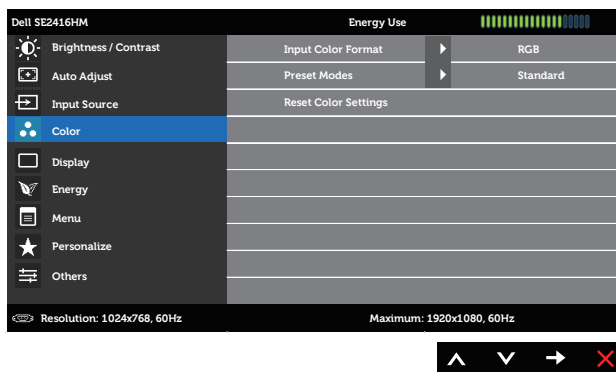 Dell SE2416HM Energy Use
Brightness / Contrast Input Color Format RGB
Auto Adjust Preset Modes Standard
Input Source Reset Color Settings
Color
Display
Energy
Menu
Personalize
Others
Resolution: 1024x768, 60Hz Maximum: 1920x1080, 60Hz